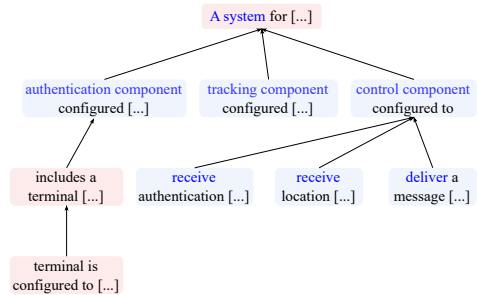 A system for [...]
authentication component
configured [...]
tracking component
configured [...]
control component
configured to
includes a
terminal [...]
receive
authentication [...]
receive
location [...]
deliver a
message [...]
terminal is
configured to [...]